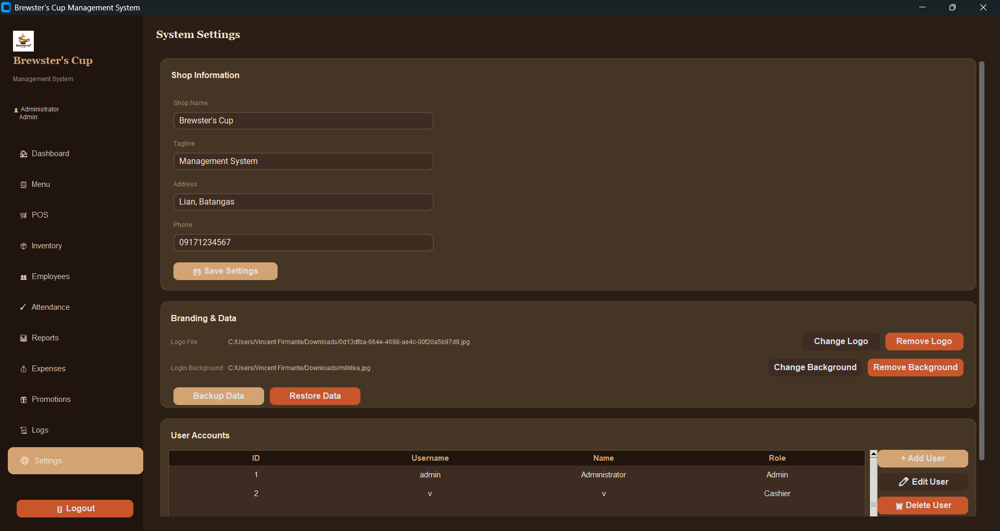 Brewster's Cup Management System
Brewster's Cup
Management System
Administrator
Admin
Dashboard
Menu
POS
Inventory
Employees
Attendance
Reports
Expenses
Promotions
Logs
Settings
Logout
System Settings
Shop Information
Shop Name
Brewster's Cup
Tagline
Management System
Address
Lian, Batangas
Phone
09171234567
Save Settings
Branding & Data
Logo File C:/Users/Vincent Firmante/Downloads/0d13dfba-664e-4698-ae4c-00f20a5b97d9.jpg Change Logo Remove Logo
Login Background C:/Users/Vincent Firmante/Downloads/milktea.jpg Change Background Remove Background
Backup Data Restore Data
User Accounts
ID Username Name Role
1 admin Administrator Admin
2 v v Cashier
+ Add User
Edit User
Delete User